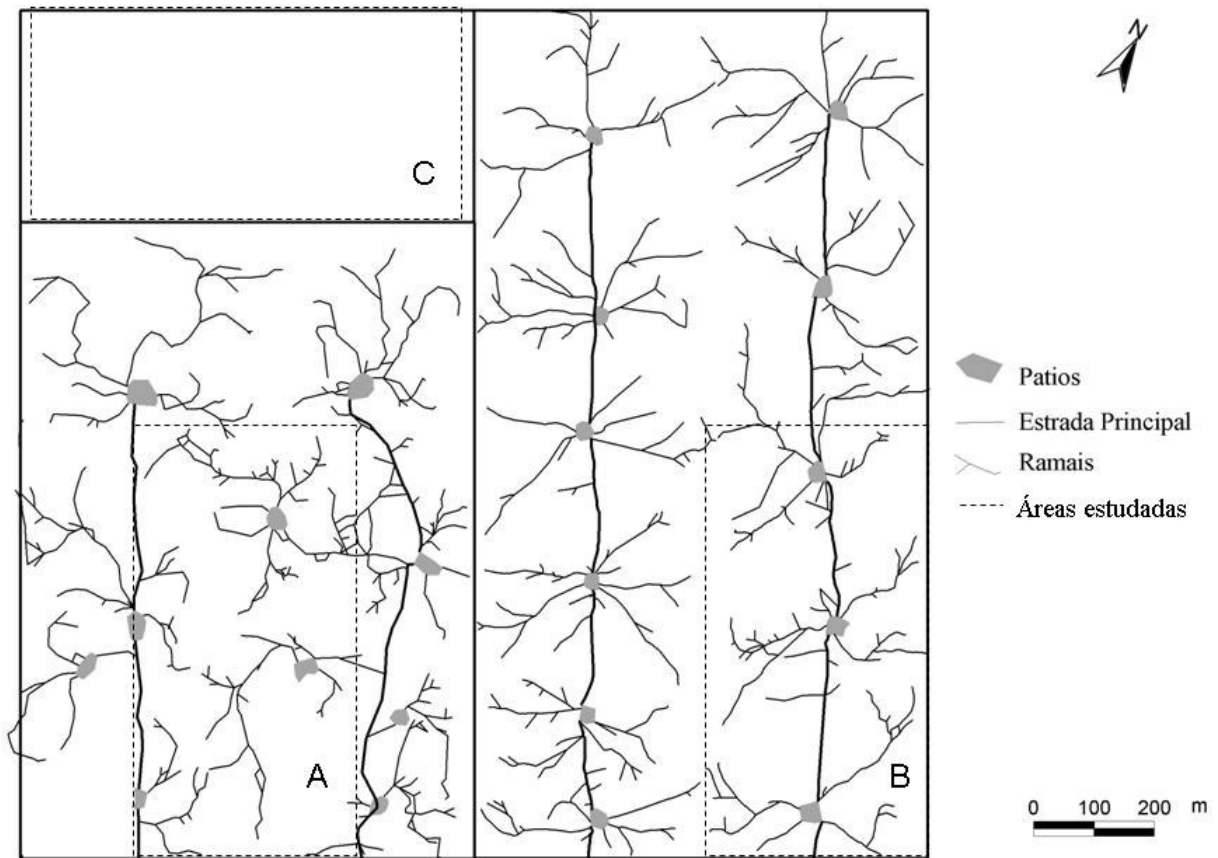 N
C
Patios
Estrada Principal
Ramais
Áreas estudadas
A
B
0 100 200 m